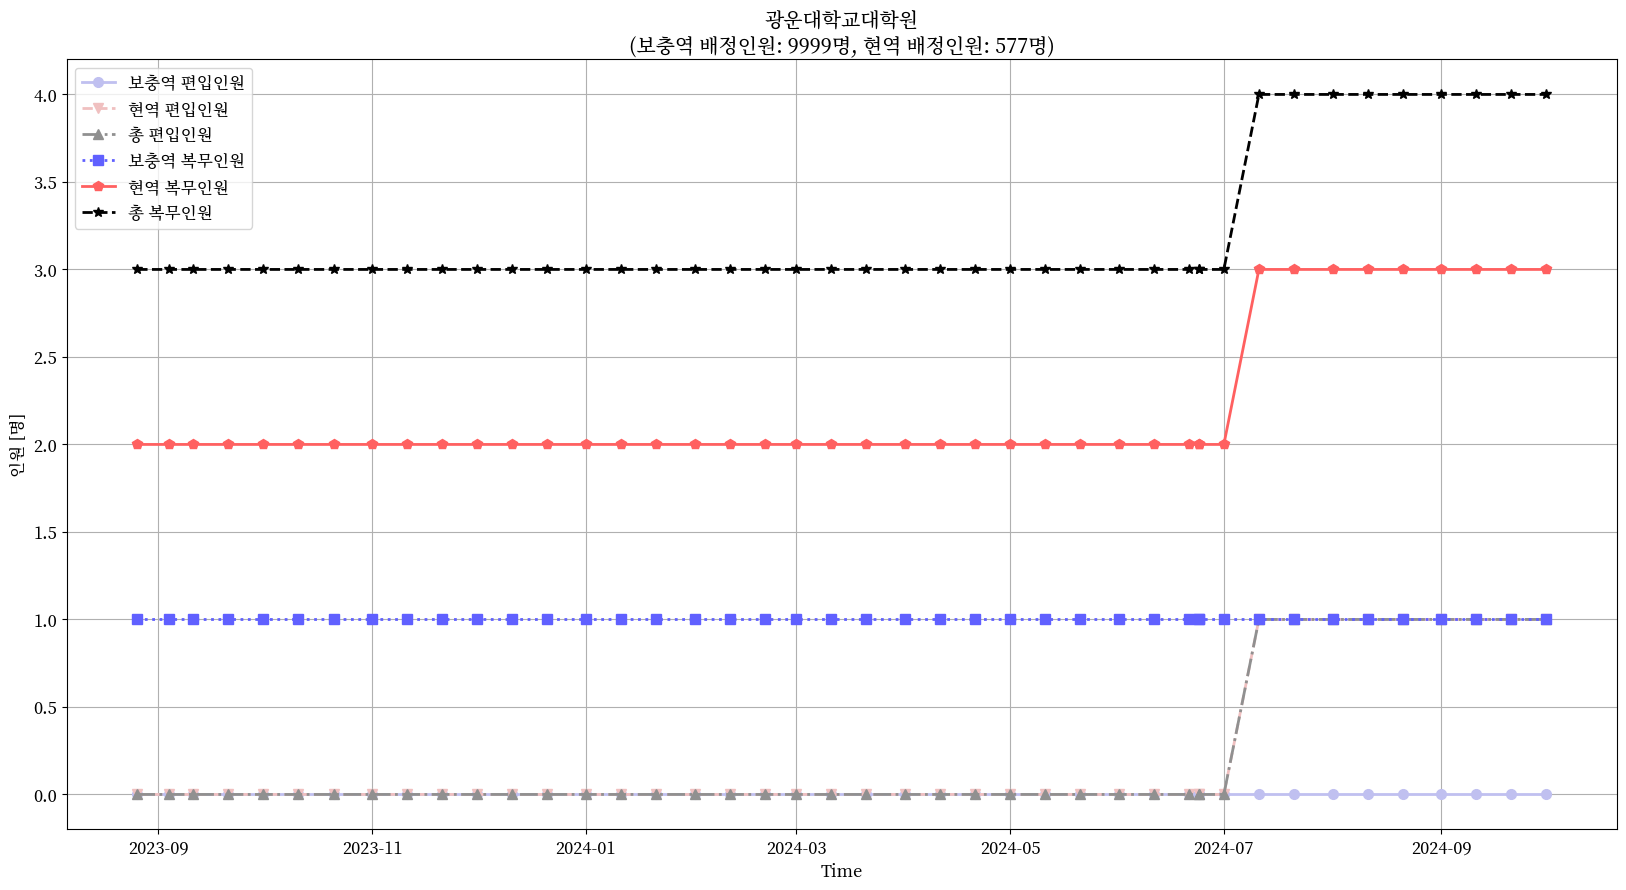 광운대학교대학원
(보충역 배정인원: 9999명, 현역 배정인원: 577명)
보충역 편입인원
현역 편입인원
총 편입인원
보충역 복무인원
현역 복무인원
총 복무인원
4.0
3.5
3.0
2.5
2.0
1.5
1.0
0.5
0.0
인원 [명]
2023-09
2023-11
2024-01
2024-03
2024-05
2024-07
2024-09
Time